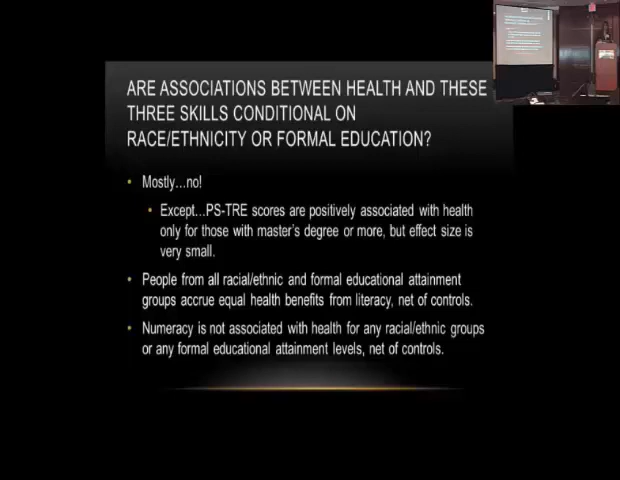 ARE ASSOCIATIONS BETWEEN HEALTH AND THESE
THREE SKILLS CONDITIONAL ON
RACE/ETHNICITY OR FORMAL EDUCATION?
• Mostly…no!
• Except…PS-TRE scores are positively associated with health
only for those with master's degree or more, but effect size is
very small.
• People from all racial/ethnic and formal educational attainment
groups accrue equal health benefits from literacy, net of controls.
• Numeracy is not associated with health for any racial/ethnic groups
or any formal educational attainment levels, net of controls.